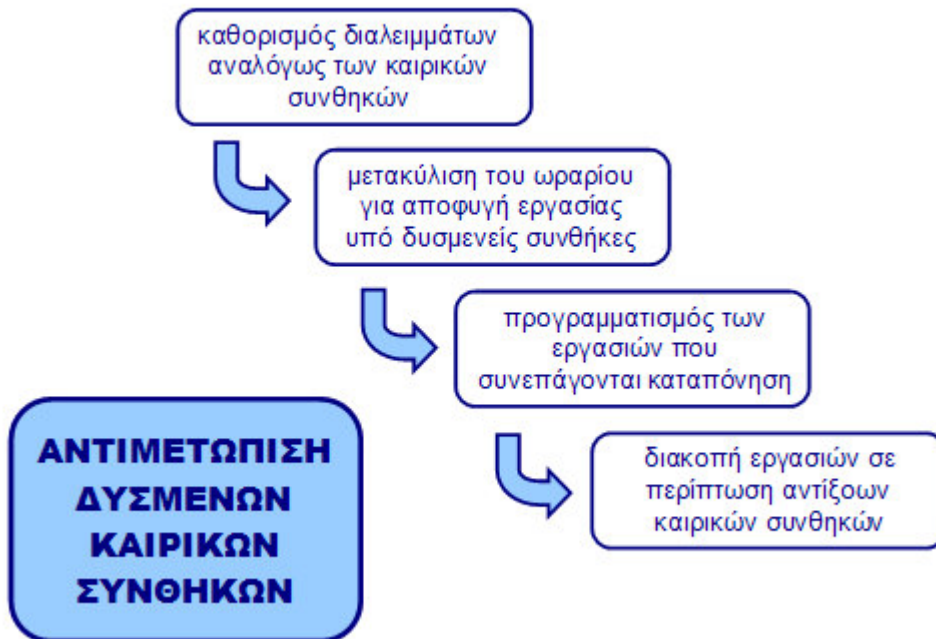 καθορισμός διαλειμμάτων
αναλόγως των καιρικών
συνθηκών
μετακύλιση του ωραρίου
για αποφυγή εργασίας
υπό δυσμενείς συνθήκες
προγραμματισμός των
εργασιών που
συνεπάγονται καταπόνηση
διακοπή εργασιών σε
περίπτωση αντίξοων
καιρικών συνθηκών
ΑΝΤΙΜΕΤΩΠΙΣΗ
ΔΥΣΜΕΝΩΝ
ΚΑΙΡΙΚΩΝ
ΣΥΝΘΗΚΩΝ